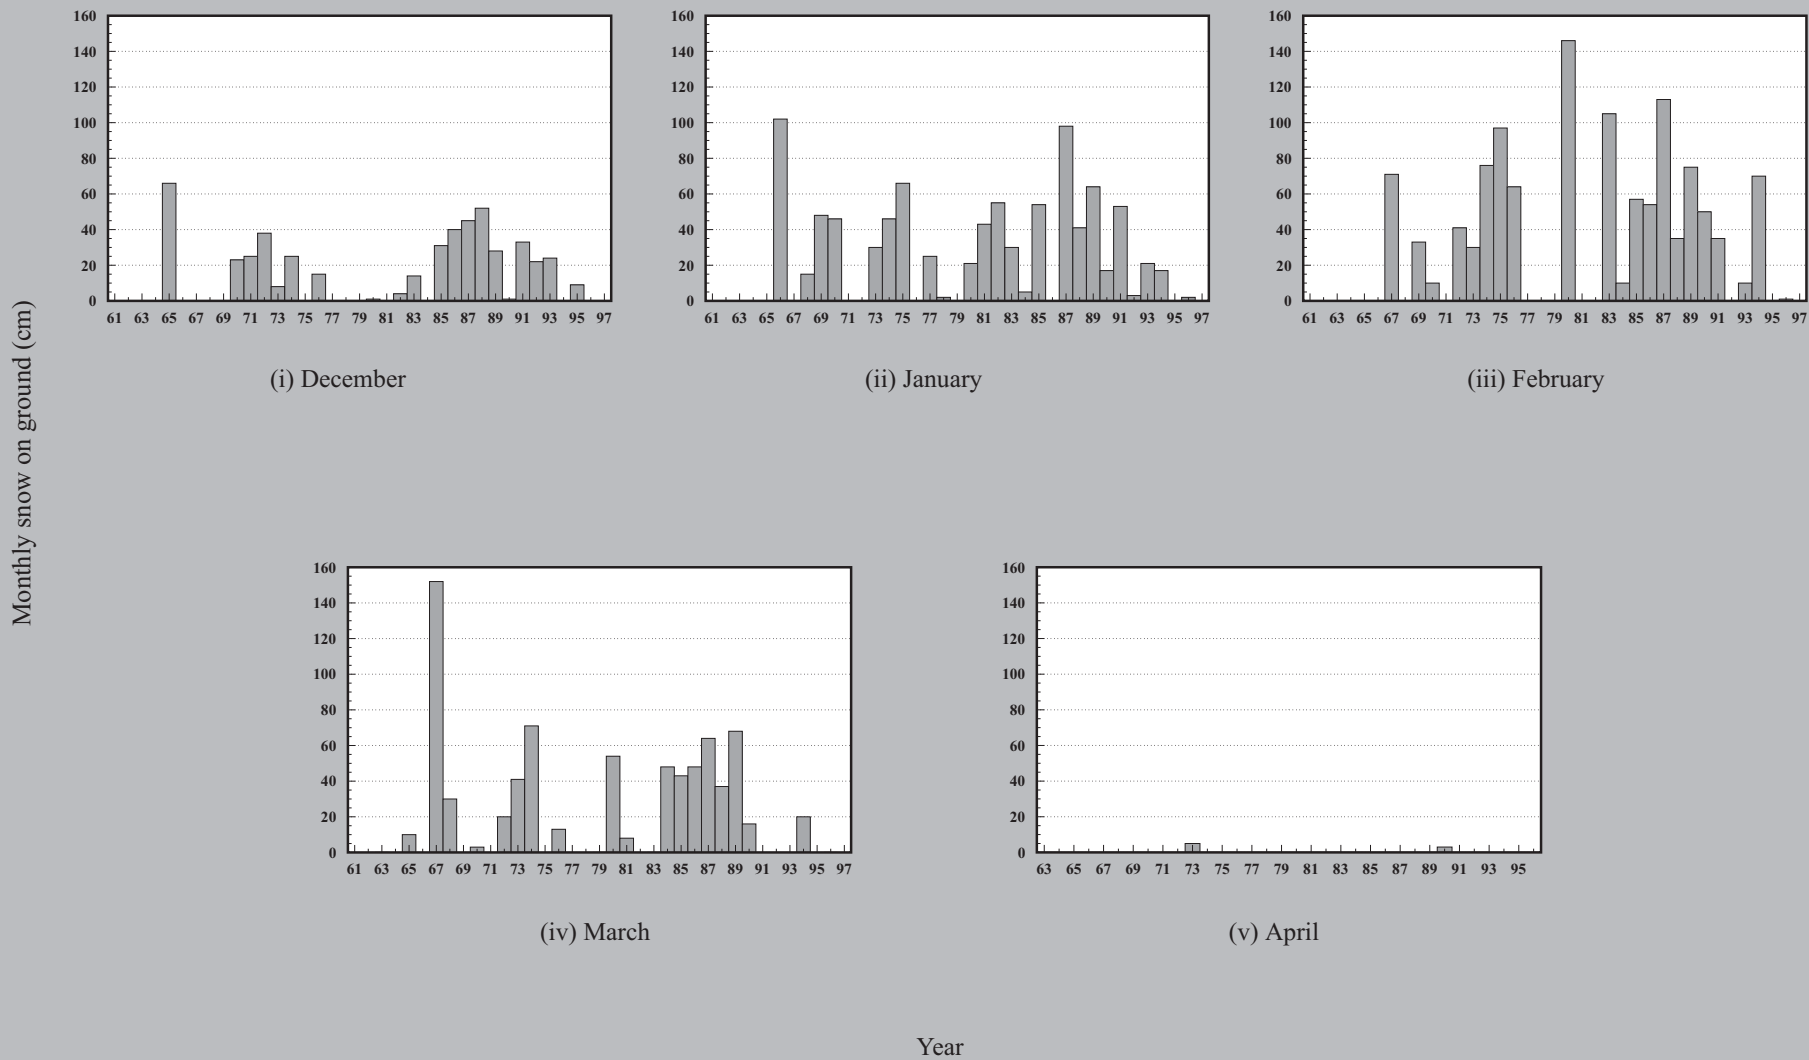 160 160 160
140 140 140
120 120 120
100 100 100
80 80 80
60 60 60
40 40 40
20 20 20
0 0 0
61 63 65 67 69 71 73 75 77 79 81 83 85 87 89 91 93 95 97 61 63 65 67 69 71 73 75 77 79 81 83 85 87 89 91 93 95 97 61 63 65 67 69 71 73 75 77 79 81 83 85 87 89 91 93 95 97
(i) December (ii) January (iii) February
Monthly snow on ground (cm)
160 160
140 140
120 120
100 100
80 80
60 60
40 40
20 20
0 0
61 63 65 67 69 71 73 75 77 79 81 83 85 87 89 91 93 95 97 63 65 67 69 71 73 75 77 79 81 83 85 87 89 91 93 95
(iv) March (v) April
Year